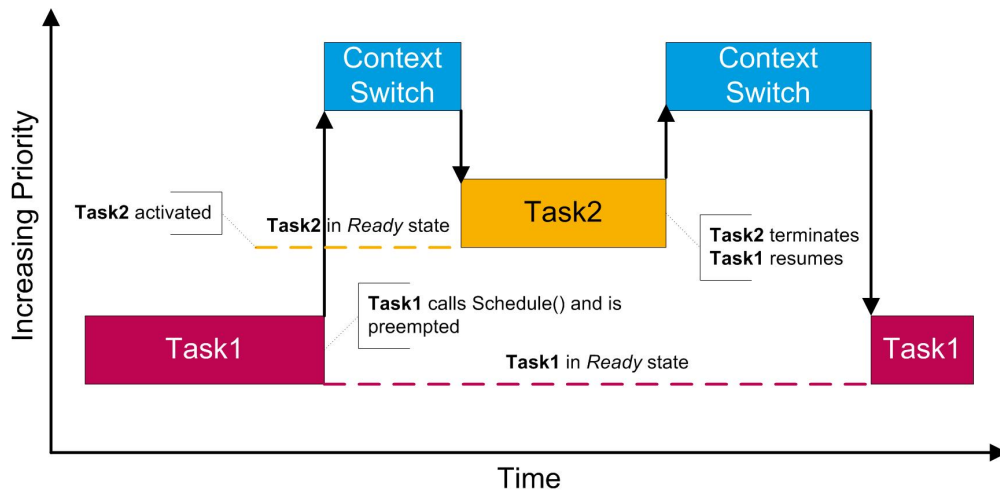 Context
Switch
Context
Switch
Increasing Priority
Task2 activated
Task2 in Ready state
Task2
Task2 terminates
Task1 resumes
Task1 calls Schedule() and is
preempted
Task1
Task1 in Ready state
Task1
Time